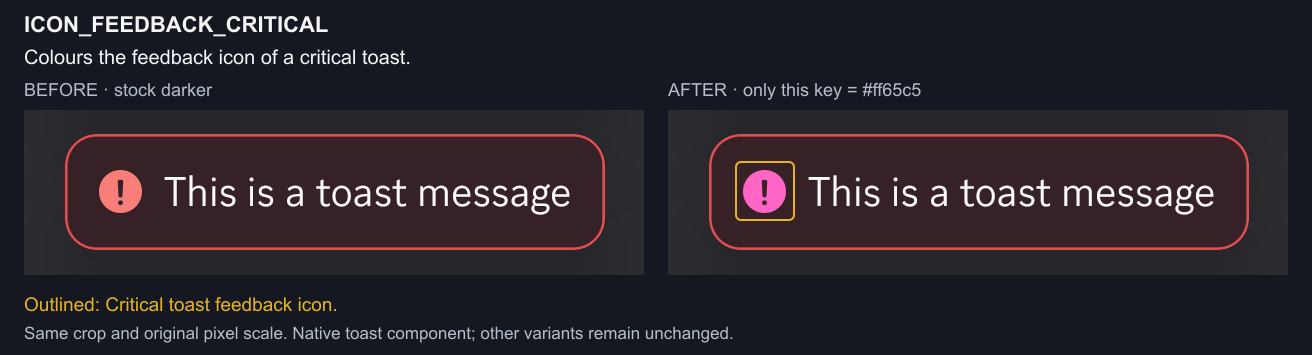 ICON_FEEDBACK_CRITICAL
Colours the feedback icon of a critical toast.
BEFORE · stock darker
AFTER · only this key = #ff65c5
This is a toast message
This is a toast message
Outlined: Critical toast feedback icon.
Same crop and original pixel scale. Native toast component; other variants remain unchanged.